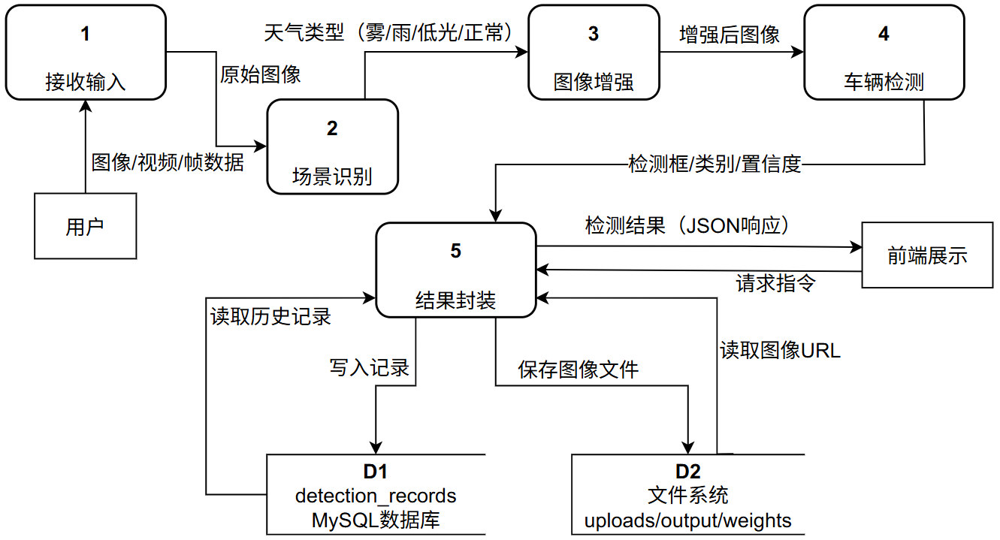 1
接收输入
原始图像
天气类型（雾/雨/低光/正常）
2
场景识别
3
图像增强
增强后图像
4
车辆检测
图像/视频/帧数据
用户
检测框/类别/置信度
5
结果封装
检测结果（JSON响应）
前端展示
请求指令
读取历史记录
写入记录
保存图像文件
读取图像URL
D1
detection_records
MySQL数据库
D2
文件系统
uploads/output/weights